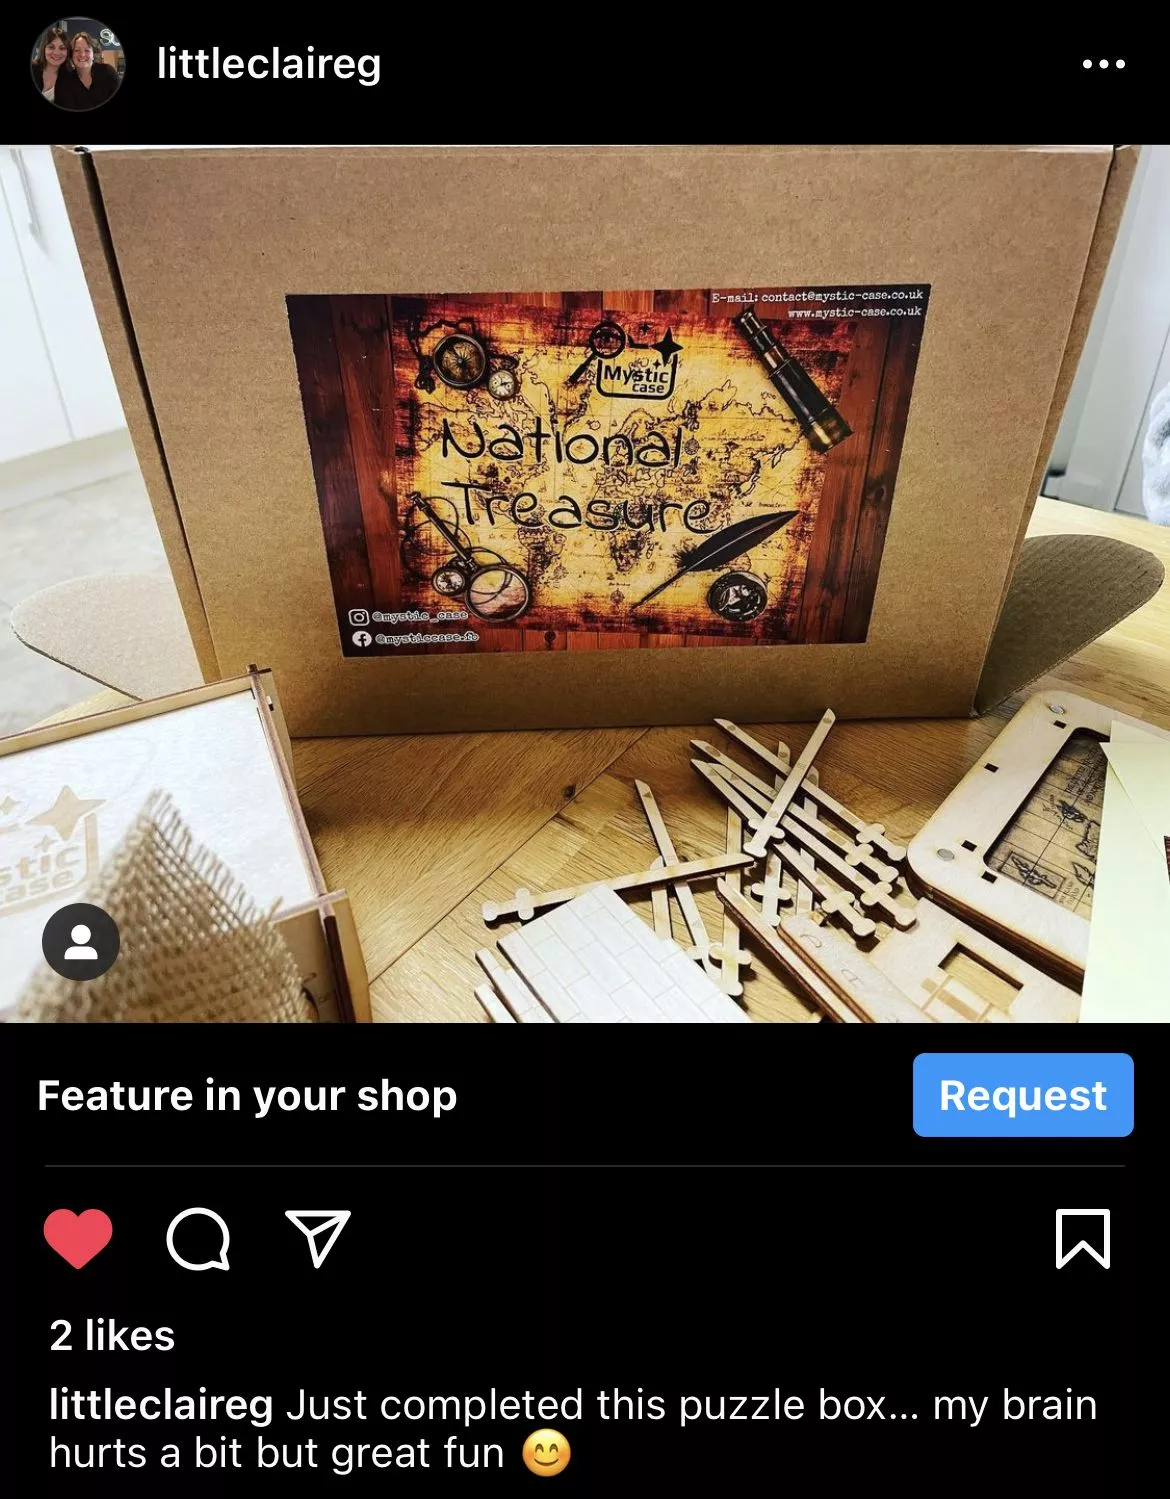 littleclaireg
E-mail: contact@mystic-case.co.uk
www.mystic-case.co.uk
Mystic
case
National
Treasure
@mystic_case
@mysticcase.fb
stic
case
Feature in your shop
Request
2 likes
littleclaireg Just completed this puzzle box... my brain
hurts a bit but great fun 😊